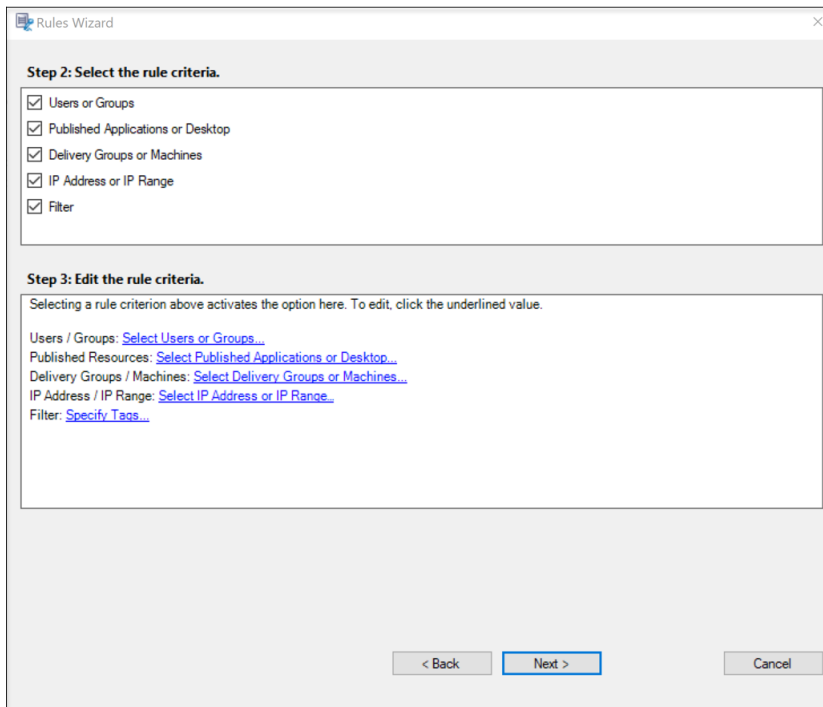 Rules Wizard
Step 2: Select the rule criteria.
Users or Groups
Published Applications or Desktop
Delivery Groups or Machines
IP Address or IP Range
Filter
Step 3: Edit the rule criteria.
Selecting a rule criterion above activates the option here. To edit, click the underlined value.
Users / Groups: Select Users or Groups...
Published Resources: Select Published Applications or Desktop...
Delivery Groups / Machines: Select Delivery Groups or Machines...
IP Address / IP Range: Select IP Address or IP Range..
Filter: Specify Tags...
< Back Next > Cancel